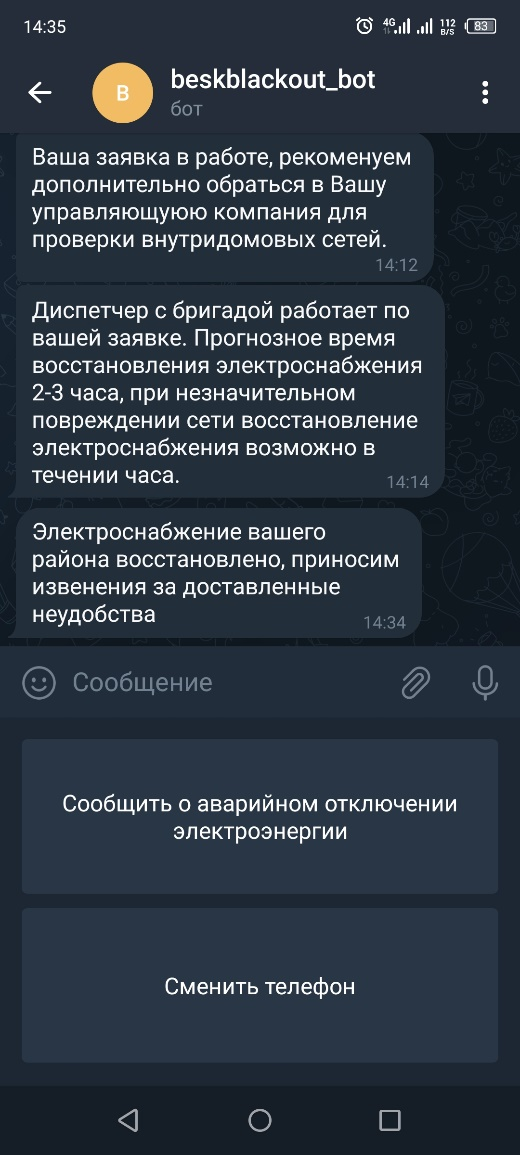 14:35
4G
112
B/S
83
B
beskblackout_bot
бот
Ваша заявка в работе, рекомендуем
дополнительно обраться в Вашу
управляющуюю компания для
проверки внутридомовых сетей.
14:12
Диспетчер с бригадой работает по
вашей заявке. Прогнозное время
восстановления электроснабжения
2-3 часа, при незначительном
повреждении сети восстановление
электроснабжения возможно в
течении часа.
14:14
Электроснабжение вашего
района восстановлено, приносим
извенения за доставленные
неудобства
14:34
Сообщение
Сообщить о аварийном отключении
электроэнергии
Сменить телефон